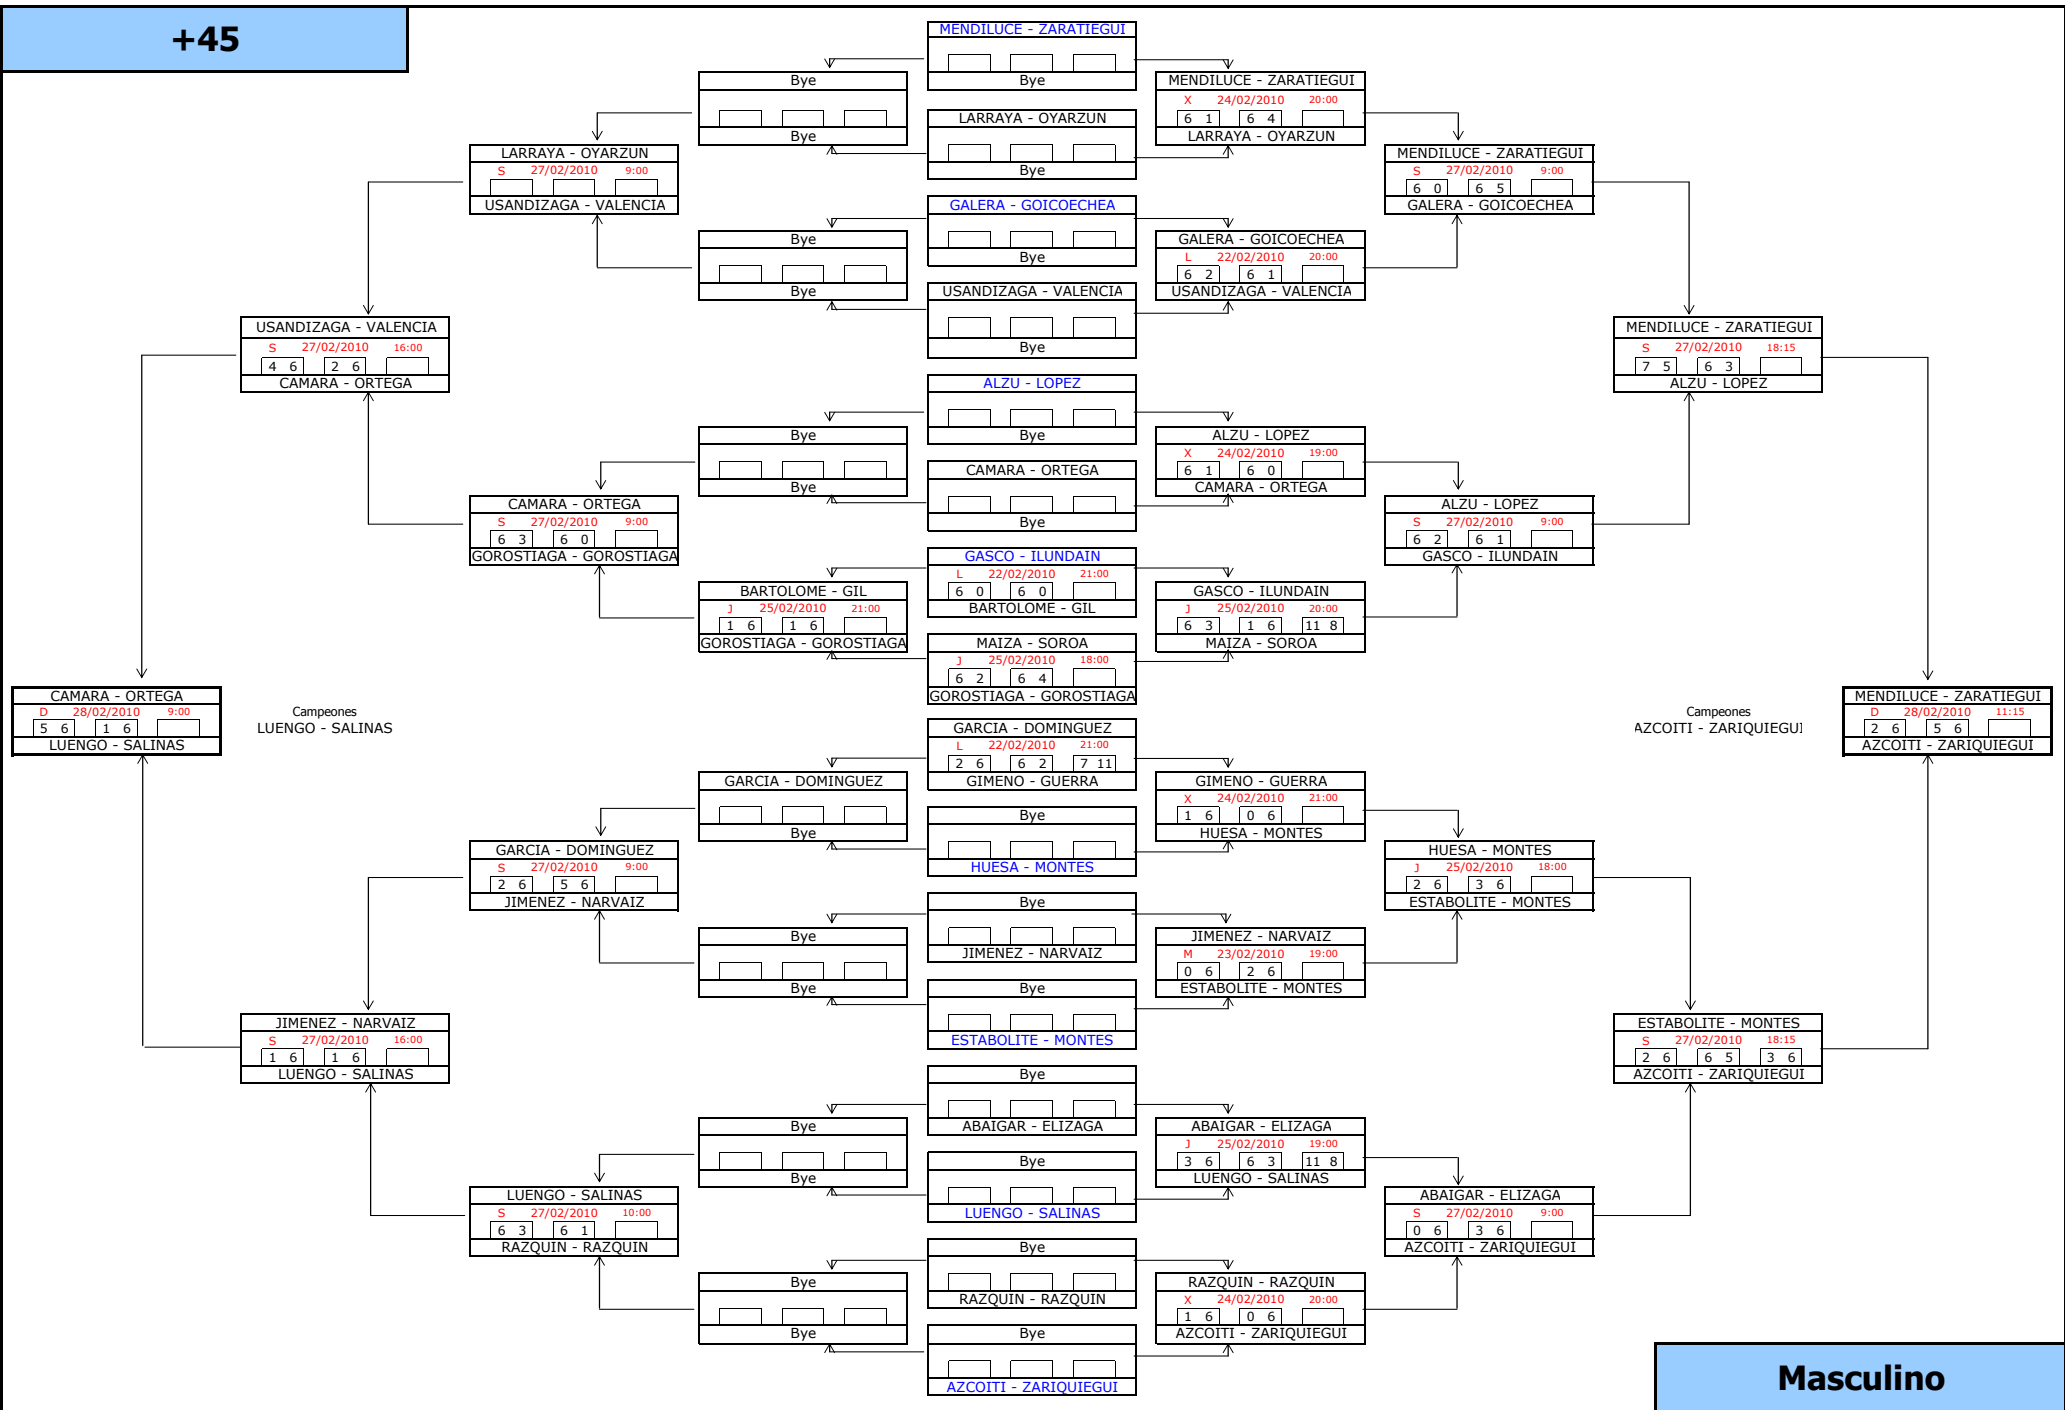 +45
MENDILUCE - ZARATIEGUI
Bye
LARRAYA - OYARZUN
Bye
GALERA - GOICOECHEA
Bye
USANDIZAGA - VALENCIA
Bye
ALZU - LOPEZ
Bye
CAMARA - ORTEGA
Bye
GASCO - ILUNDAIN
L 22/02/2010 21:00
6 0 6 0
BARTOLOME - GIL
MAIZA - SOROA
J 25/02/2010 18:00
6 2 6 4
GOROSTIAGA - GOROSTIAGA
GARCIA - DOMINGUEZ
L 22/02/2010 21:00
2 6 6 2 7 11
GIMENO - GUERRA
Bye
HUESA - MONTES
Bye
JIMENEZ - NARVAIZ
Bye
ESTABOLITE - MONTES
Bye
ABAIGAR - ELIZAGA
Bye
LUENGO - SALINAS
Bye
RAZQUIN - RAZQUIN
Bye
AZCOITI - ZARIQUIEGUI
Bye
Bye
Bye
Bye
Bye
Bye
BARTOLOME - GIL
J 25/02/2010 21:00
1 6 1 6
GOROSTIAGA - GOROSTIAGA
GARCIA - DOMINGUEZ
Bye
Bye
Bye
Bye
Bye
Bye
Bye
LARRAYA - OYARZUN
S 27/02/2010 9:00
USANDIZAGA - VALENCIA
CAMARA - ORTEGA
S 27/02/2010 9:00
6 3 6 0
GOROSTIAGA - GOROSTIAGA
GARCIA - DOMINGUEZ
S 27/02/2010 9:00
2 6 5 6
JIMENEZ - NARVAIZ
LUENGO - SALINAS
S 27/02/2010 10:00
6 3 6 1
RAZQUIN - RAZQUIN
USANDIZAGA - VALENCIA
S 27/02/2010 16:00
4 6 2 6
CAMARA - ORTEGA
JIMENEZ - NARVAIZ
S 27/02/2010 16:00
1 6 1 6
LUENGO - SALINAS
CAMARA - ORTEGA
D 28/02/2010 9:00
5 6 1 6
LUENGO - SALINAS
Campeones
LUENGO - SALINAS
MENDILUCE - ZARATIEGUI
X 24/02/2010 20:00
6 1 6 4
LARRAYA - OYARZUN
GALERA - GOICOECHEA
L 22/02/2010 20:00
6 2 6 1
USANDIZAGA - VALENCIA
ALZU - LOPEZ
X 24/02/2010 19:00
6 1 6 0
CAMARA - ORTEGA
GASCO - ILUNDAIN
J 25/02/2010 20:00
6 3 1 6 11 8
MAIZA - SOROA
GIMENO - GUERRA
X 24/02/2010 21:00
1 6 0 6
HUESA - MONTES
JIMENEZ - NARVAIZ
M 23/02/2010 19:00
0 6 2 6
ESTABOLITE - MONTES
ABAIGAR - ELIZAGA
J 25/02/2010 19:00
3 6 6 3 11 8
LUENGO - SALINAS
RAZQUIN - RAZQUIN
X 24/02/2010 20:00
1 6 0 6
AZCOITI - ZARIQUIEGUI
MENDILUCE - ZARATIEGUI
S 27/02/2010 9:00
6 0 6 5
GALERA - GOICOECHEA
ALZU - LOPEZ
S 27/02/2010 9:00
6 2 6 1
GASCO - ILUNDAIN
HUESA - MONTES
J 25/02/2010 18:00
2 6 3 6
ESTABOLITE - MONTES
ABAIGAR - ELIZAGA
S 27/02/2010 9:00
0 6 3 6
AZCOITI - ZARIQUIEGUI
MENDILUCE - ZARATIEGUI
S 27/02/2010 18:15
7 5 6 3
ALZU - LOPEZ
ESTABOLITE - MONTES
S 27/02/2010 18:15
2 6 6 5 3 6
AZCOITI - ZARIQUIEGUI
Campeones
AZCOITI - ZARIQUIEGUI
MENDILUCE - ZARATIEGUI
D 28/02/2010 11:15
2 6 5 6
AZCOITI - ZARIQUIEGUI
Masculino